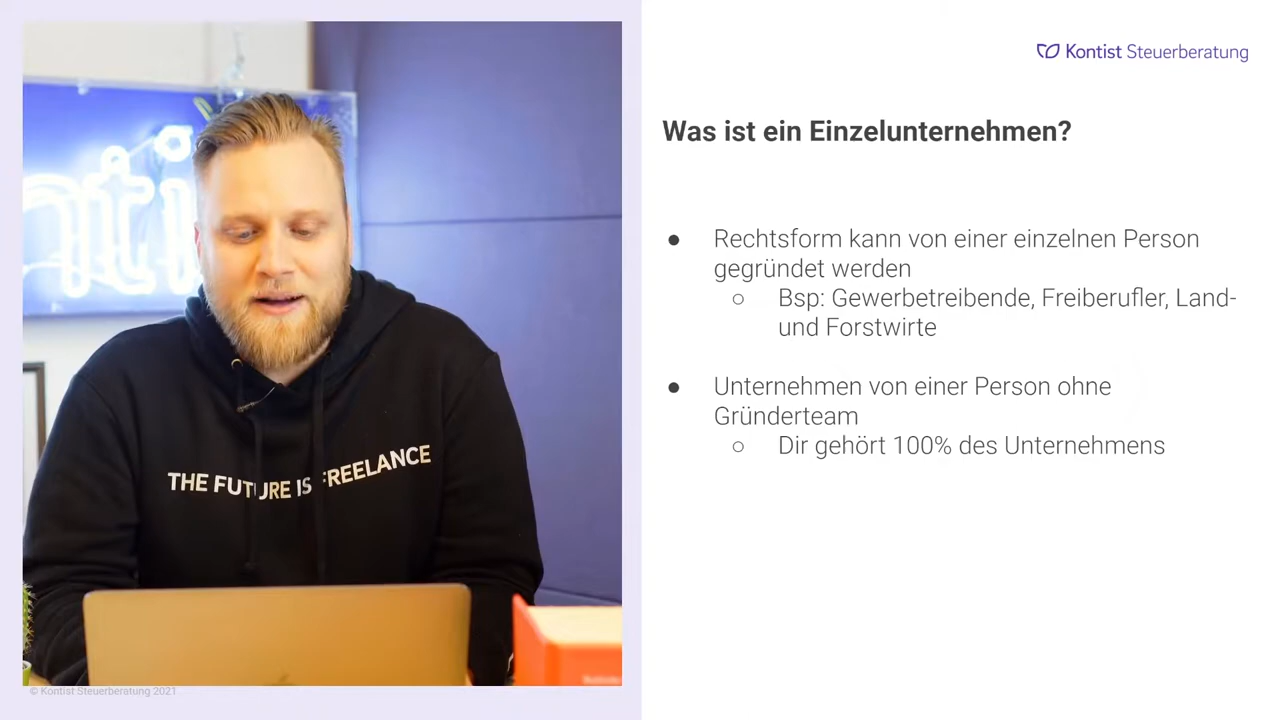 Kontist Steuerberatung
Was ist ein Einzelunternehmen?
● Rechtsform kann von einer einzelnen Person
gegründet werden
○ Bsp: Gewerbetreibende, Freiberufler, Land-
und Forstwirte
● Unternehmen von einer Person ohne
Gründerteam
○ Dir gehört 100% des Unternehmens
nti
THE FUTURE IS FREELANCE
© Kontist Steuerberatung 2021